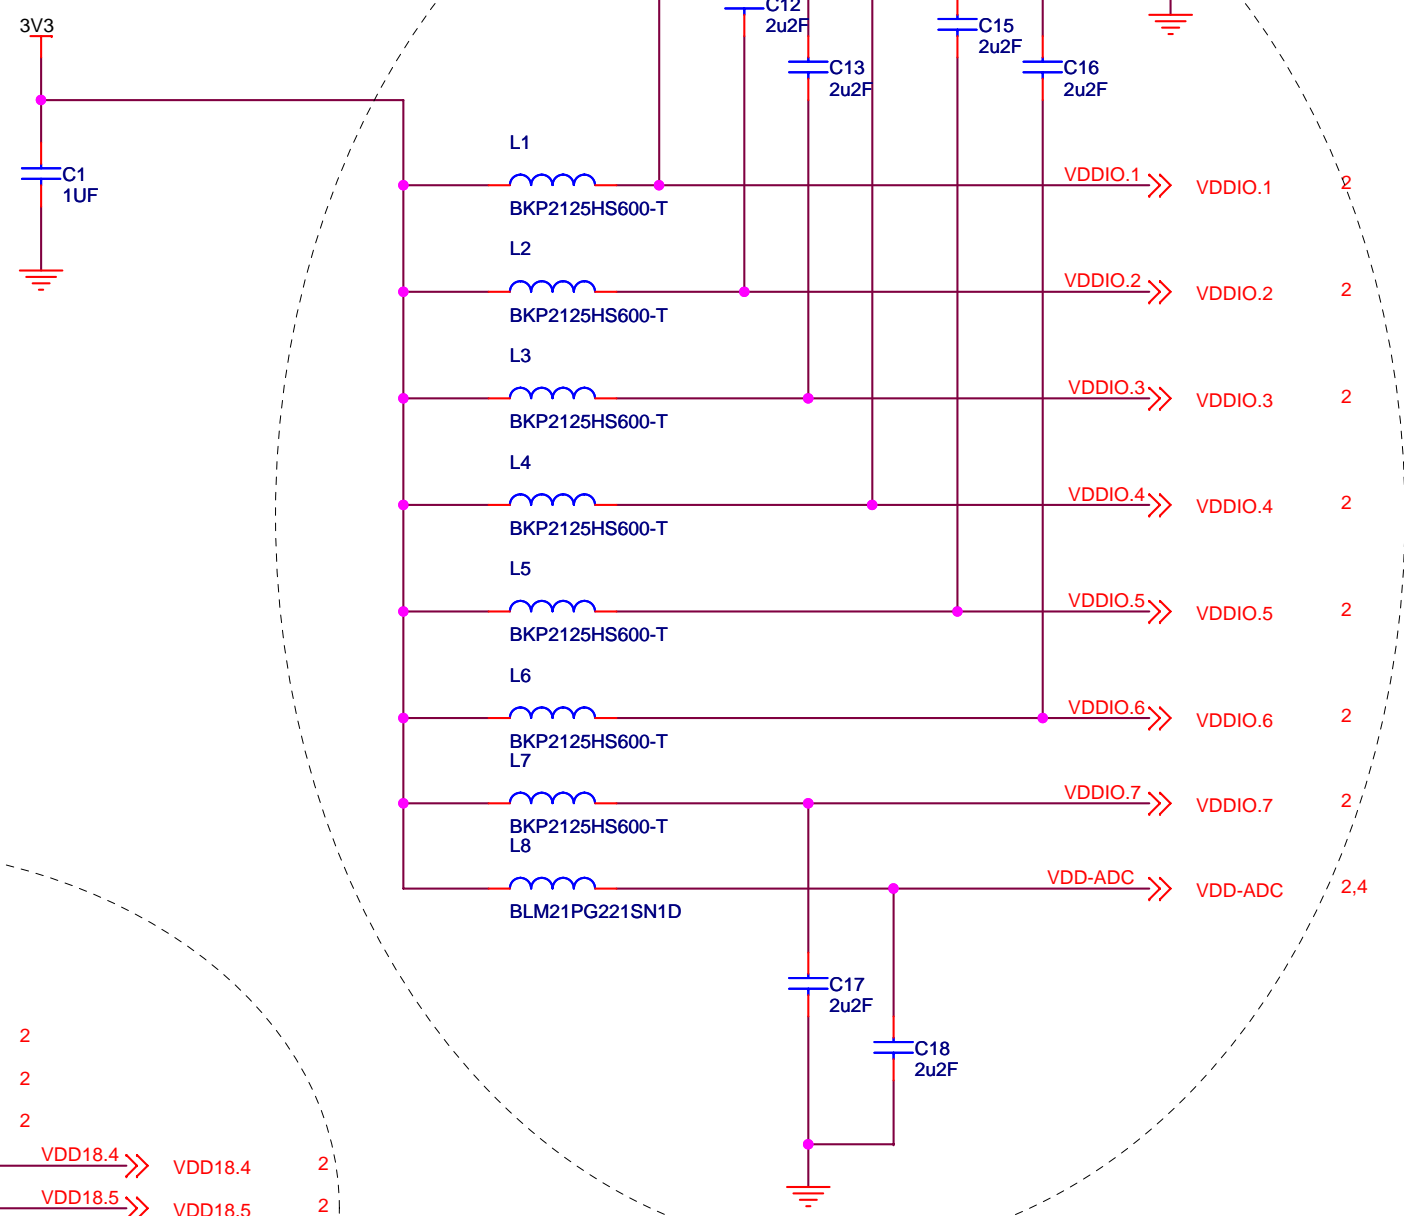 3V3
C12
2u2F
C15
2u2F
C13
2u2F
C16
2u2F
C1
1UF
L1
BKP2125HS600-T
VDDIO.1
VDDIO.1
2
L2
BKP2125HS600-T
VDDIO.2
VDDIO.2
2
L3
BKP2125HS600-T
VDDIO.3
VDDIO.3
2
L4
BKP2125HS600-T
VDDIO.4
VDDIO.4
2
L5
BKP2125HS600-T
VDDIO.5
VDDIO.5
2
L6
BKP2125HS600-T
VDDIO.6
VDDIO.6
2
L7
BKP2125HS600-T
VDDIO.7
VDDIO.7
2
L8
BLM21PG221SN1D
VDD-ADC
VDD-ADC
2,4
C17
2u2F
C18
2u2F
2
2
2
VDD18.4
VDD18.4
2
VDD18.5
VDD18.5
2